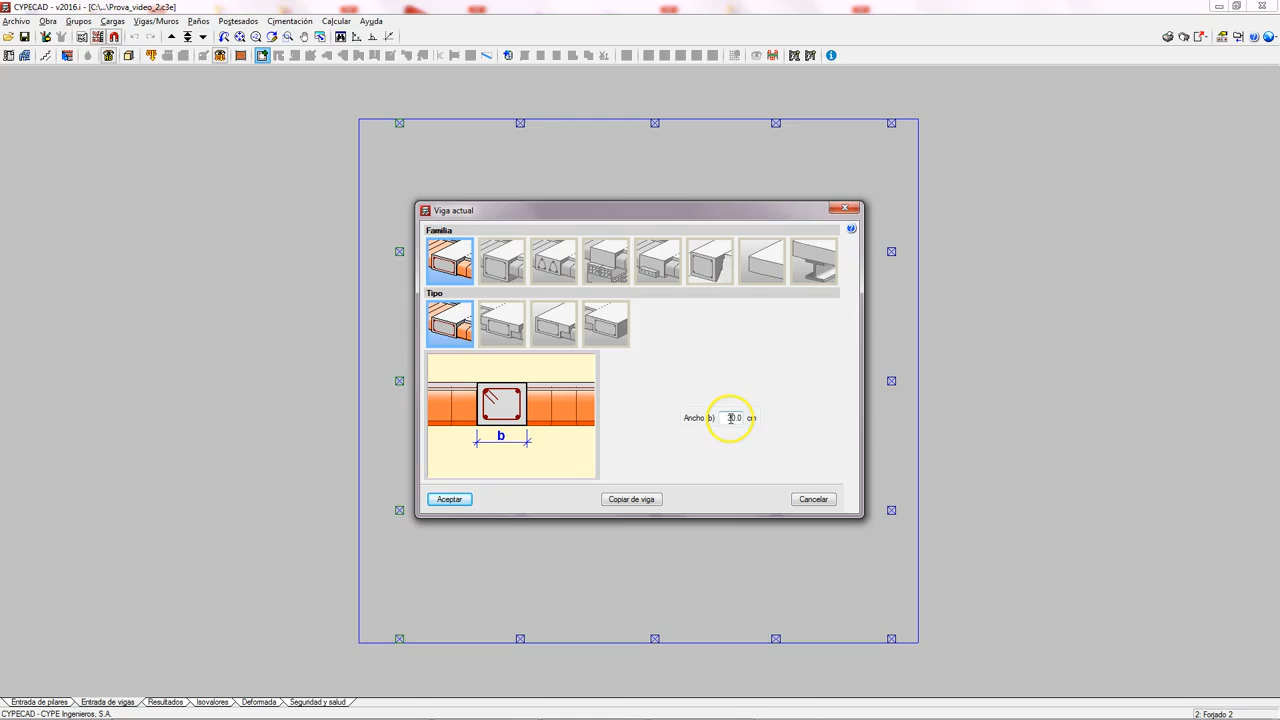 CYPECAD - v2016.i - [C:\...\Prova_video_2.c3e]
Archivo Obra Grupos Cargas Vigas/Muros Paños Postesados Cimentación Calcular Ayuda
Viga actual
Familia
Tipo
b
Ancho (b) 30.0 cm
Aceptar Copiar de viga Cancelar
Entrada de pilares Entrada de vigas Resultados Isovalores Deformada Seguridad y salud
CYPECAD - CYPE Ingenieros, S.A. 2: Forjado 2